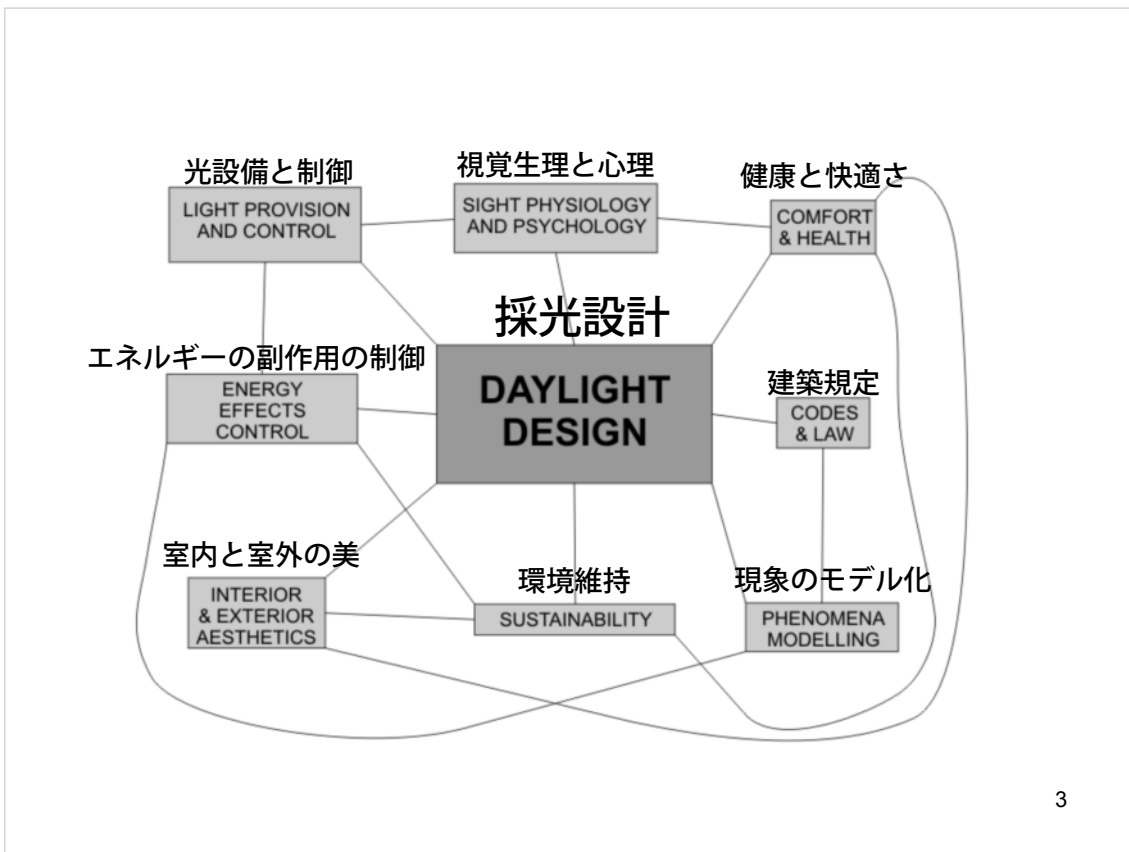 光設備と制御
LIGHT PROVISION
AND CONTROL
視覚生理と心理
SIGHT PHYSIOLOGY
AND PSYCHOLOGY
健康と快適さ
COMFORT
& HEALTH
採光設計
DAYLIGHT
DESIGN
エネルギーの副作用の制御
ENERGY
EFFECTS
CONTROL
建築規定
CODES
& LAW
室内と室外の美
INTERIOR
& EXTERIOR
AESTHETICS
環境維持
SUSTAINABILITY
現象のモデル化
PHENOMENA
MODELLING
3